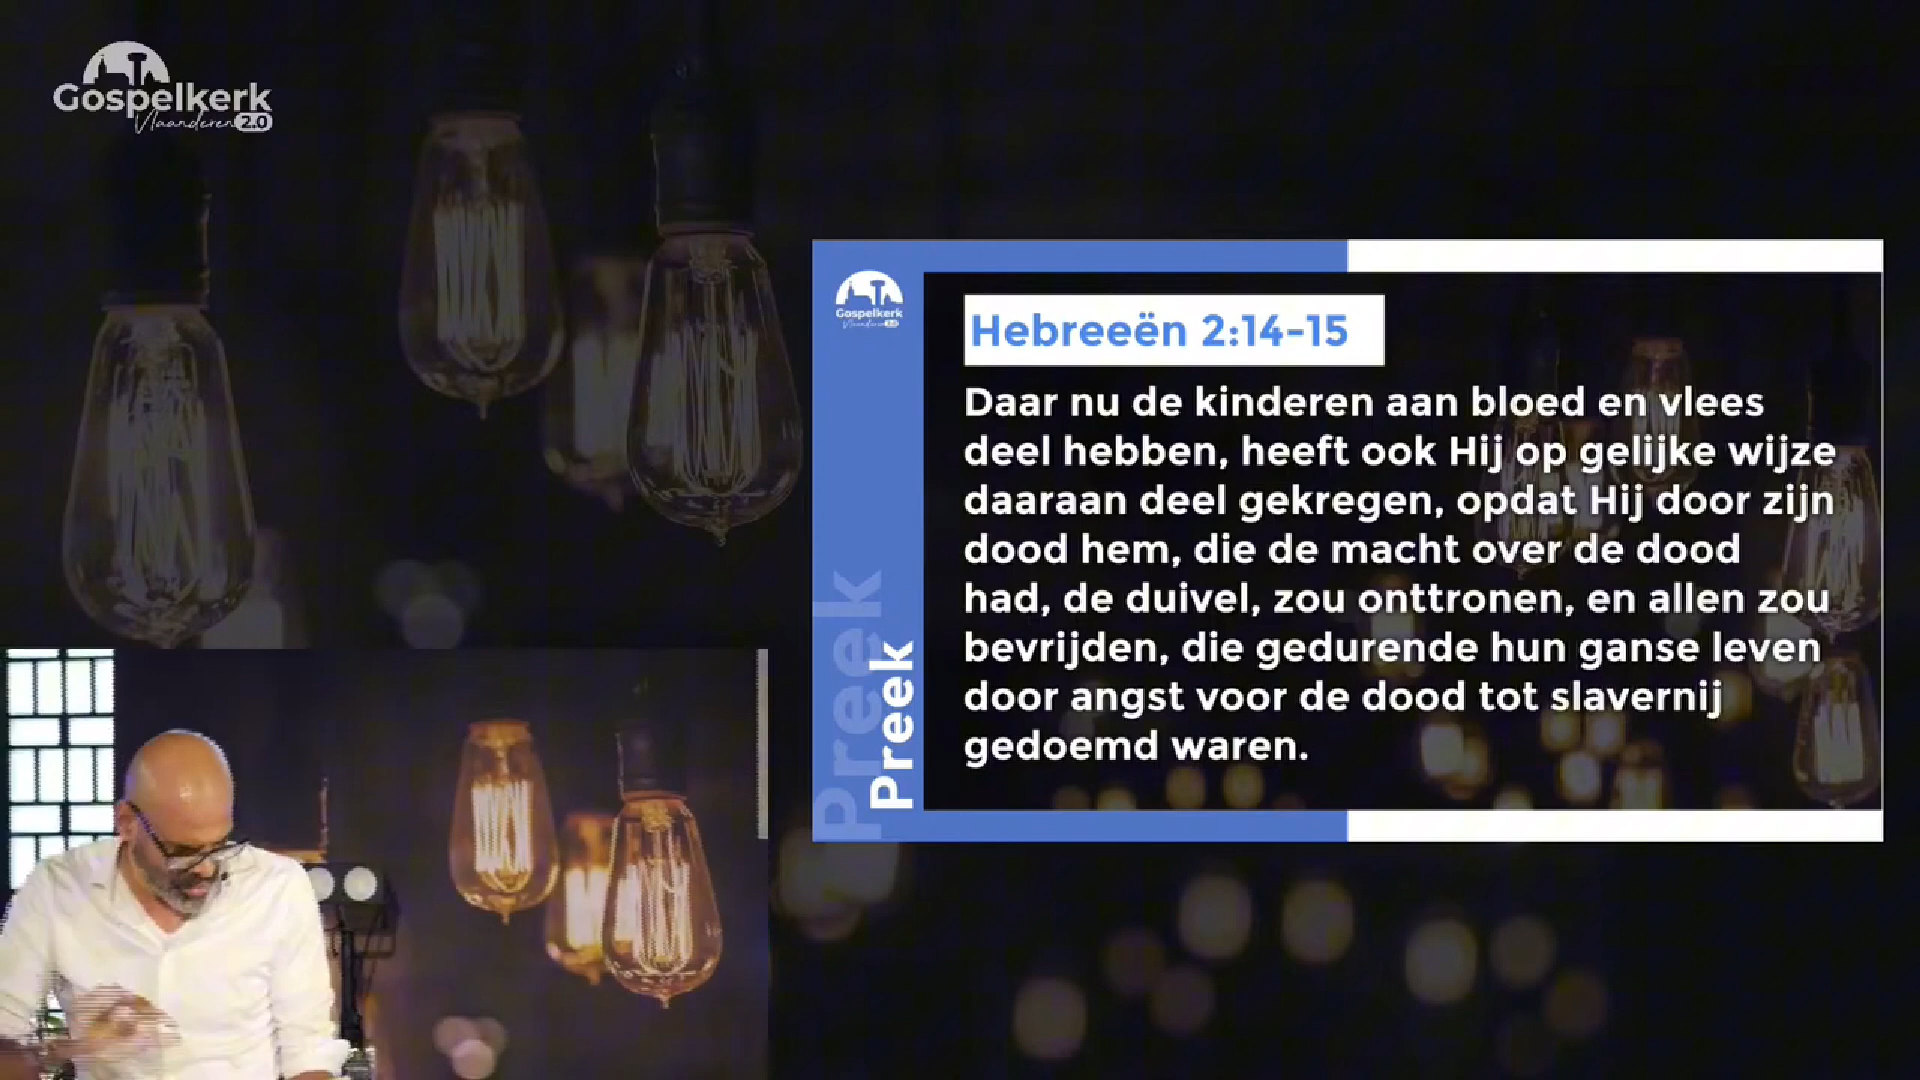 Gospelkerk
Vlaanderen 2.0
Gospelkerk
Vlaanderen 2.0
Hebreeën 2:14-15
Daar nu de kinderen aan bloed en vlees
deel hebben, heeft ook Hij op gelijke wijze
daaraan deel gekregen, opdat Hij door zijn
dood hem, die de macht over de dood
had, de duivel, zou onttronen, en allen zou
bevrijden, die gedurende hun ganse leven
door angst voor de dood tot slavernij
gedoemd waren.
Preek
Preek